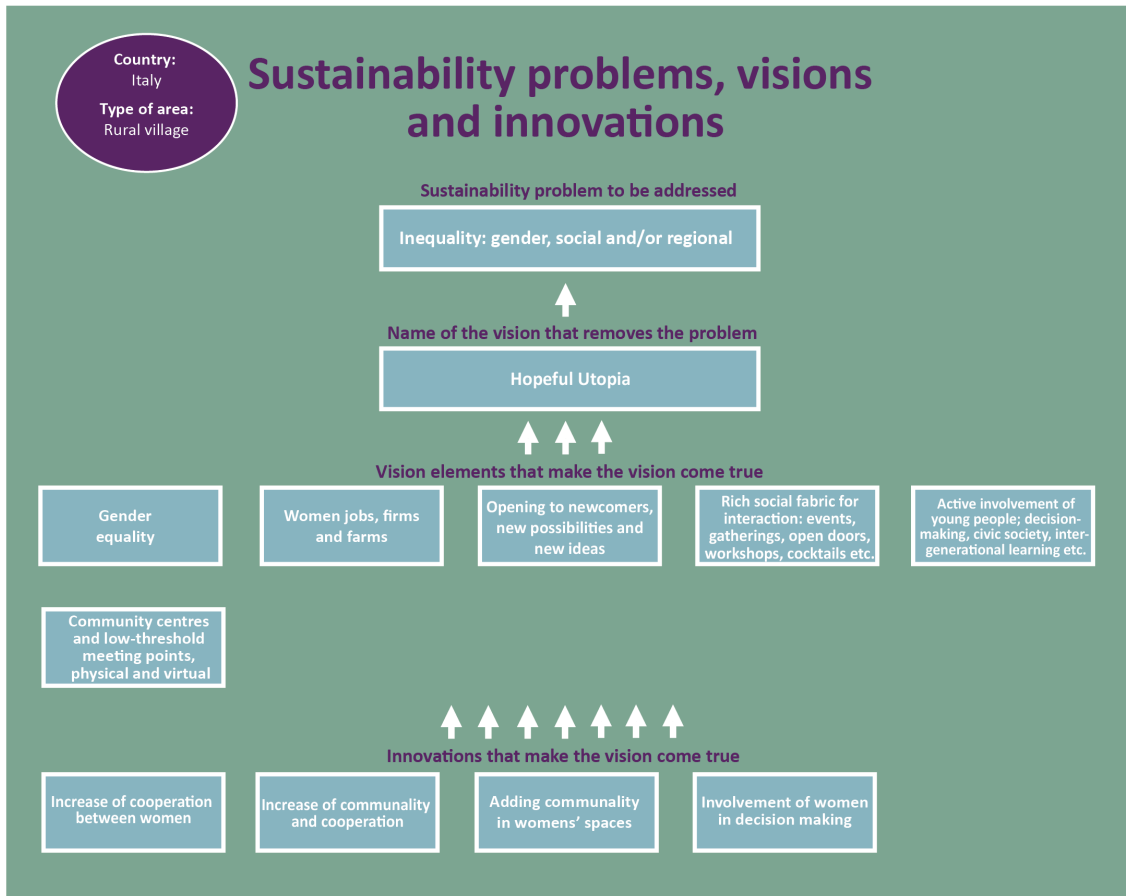 Country:
Italy
Type of area:
Rural village
Sustainability problems, visions
and innovations
Sustainability problem to be addressed
Inequality: gender, social and/or regional
Name of the vision that removes the problem
Hopeful Utopia
Vision elements that make the vision come true
Gender
equality
Women jobs, firms
and farms
Opening to newcomers,
new possibilities and
new ideas
Rich social fabric for
interaction: events,
gatherings, open doors,
workshops, cocktails etc.
Active involvement of
young people; decision-
making, civic society, inter-
generational learning etc.
Community centres
and low-threshold
meeting points,
physical and virtual
Innovations that make the vision come true
Increase of cooperation
between women
Increase of communality
and cooperation
Adding communality
in womens’ spaces
Involvement of women
in decision making